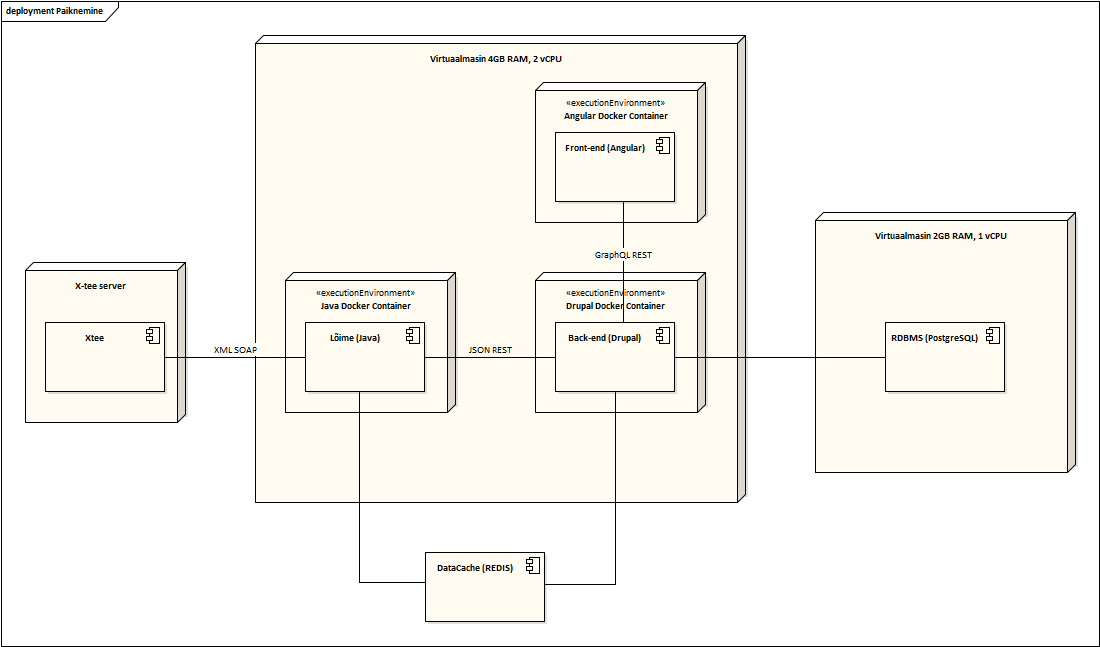 deployment Paiknemine
Virtuaalmasin 4GB RAM, 2 vCPU
«executionEnvironment»
Angular Docker Container
Front-end (Angular)
GraphQL REST
Virtuaalmasin 2GB RAM, 1 vCPU
X-tee server
Xtee
XML SOAP
«executionEnvironment»
Java Docker Container
Lõime (Java)
JSON REST
«executionEnvironment»
Drupal Docker Container
Back-end (Drupal)
RDBMS (PostgreSQL)
DataCache (REDIS)